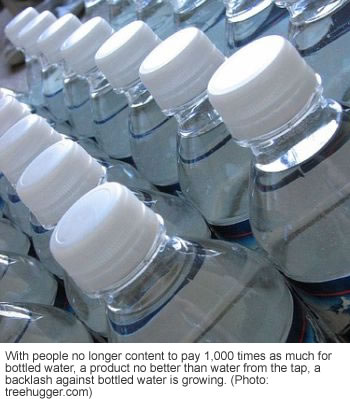 With people no longer content to pay 1,000 times as much for
bottled water, a product no better than water from the tap, a
backlash against bottled water is growing. (Photo:
treehugger.com)